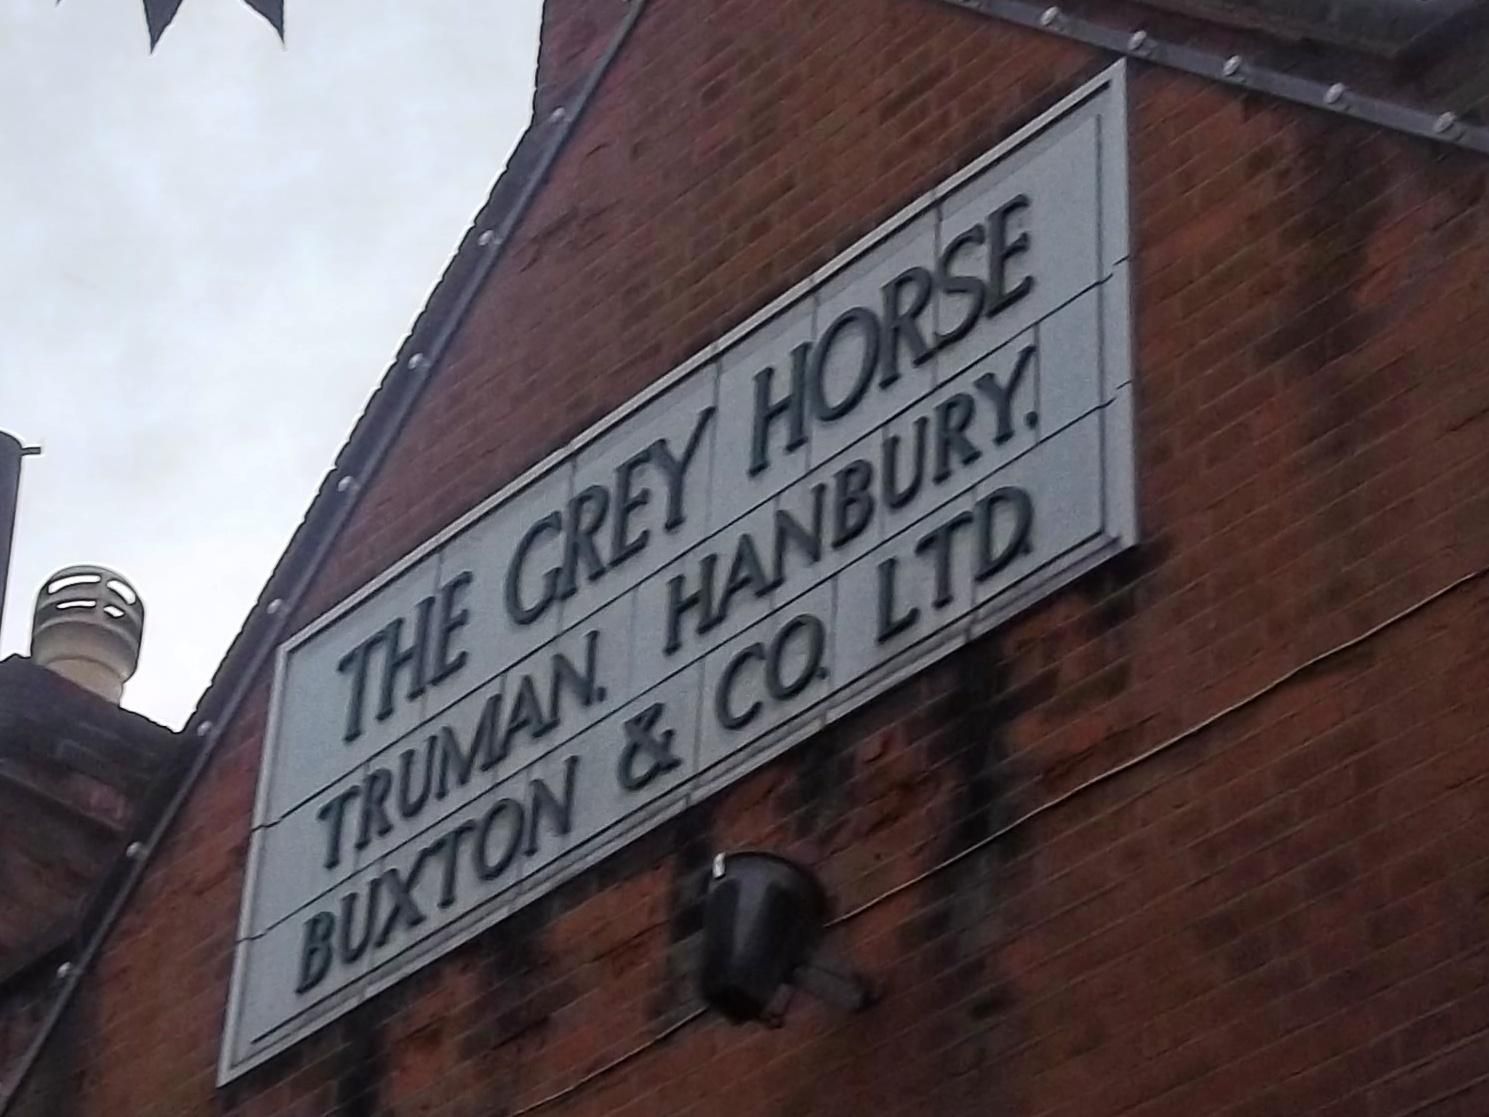 THE GREY HORSE
TRUMAN. HANBURY.
BUXTON & CO. LTD.